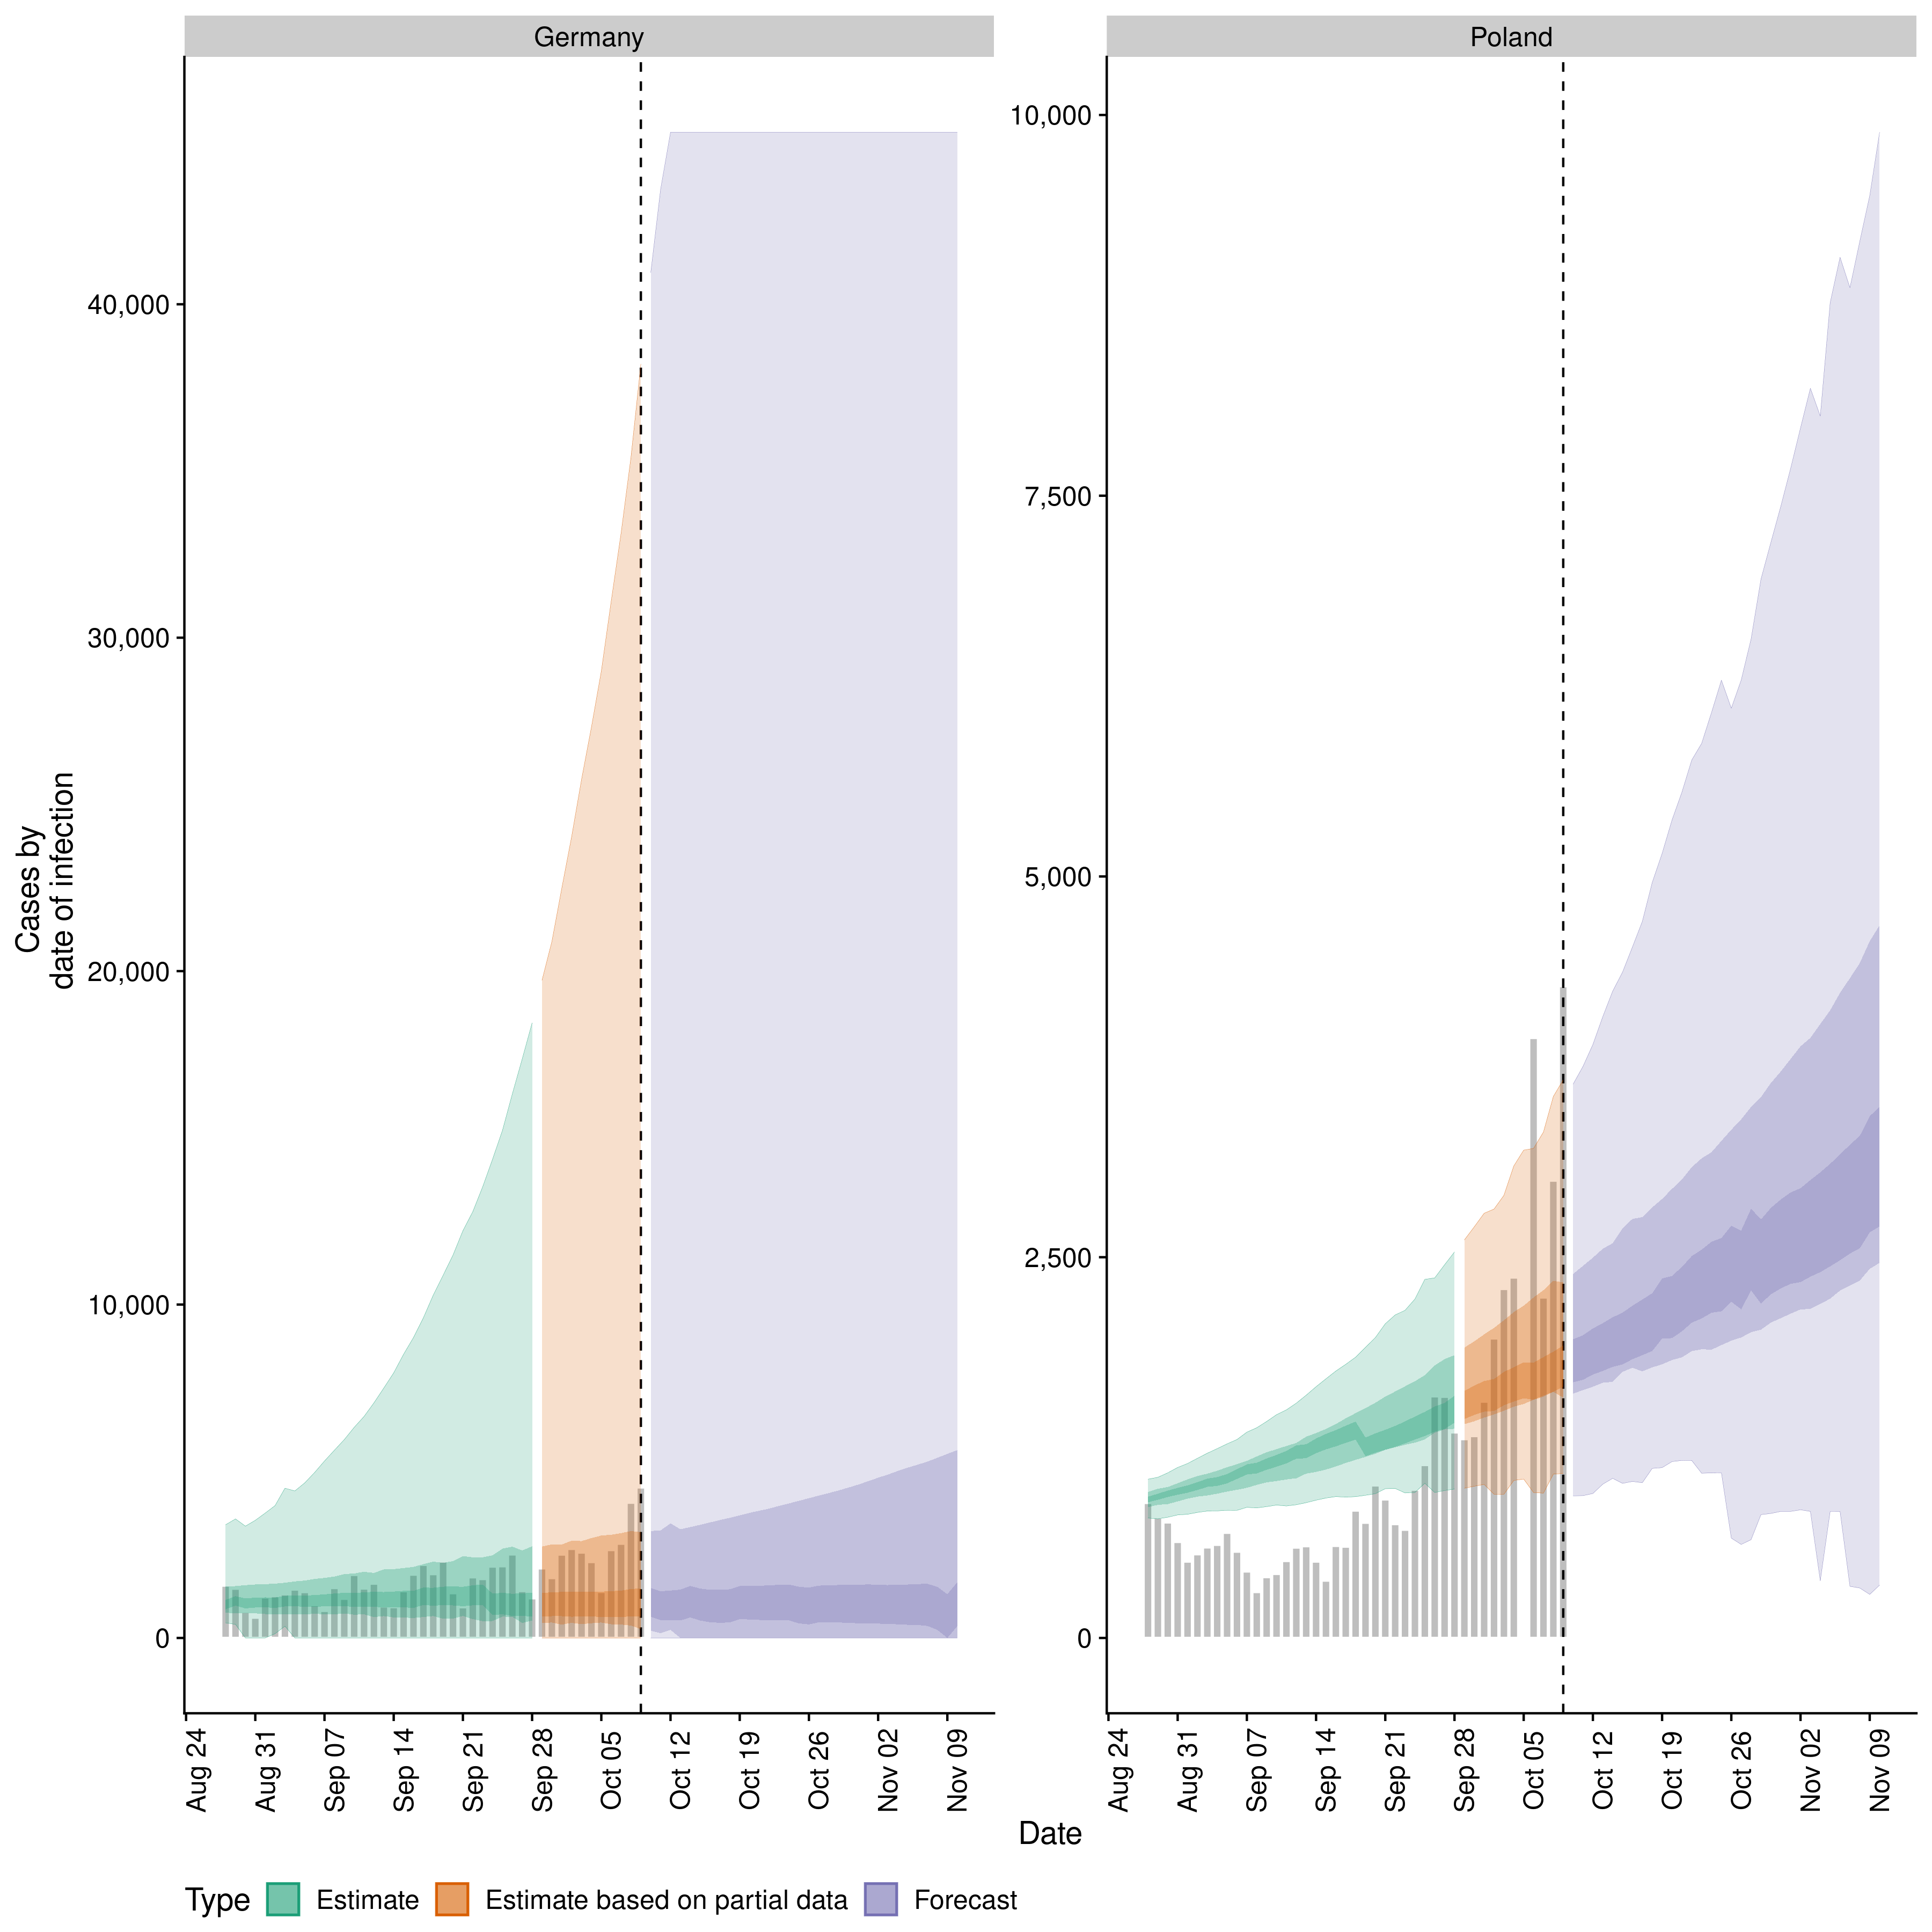 Germany
Poland
Cases by
date of infection
40,000
30,000
20,000
10,000
0
10,000
7,500
5,000
2,500
0
Aug 24
Aug 31
Sep 07
Sep 14
Sep 21
Sep 28
Oct 05
Oct 12
Oct 19
Oct 26
Nov 02
Nov 09
Aug 24
Aug 31
Sep 07
Sep 14
Sep 21
Sep 28
Oct 05
Oct 12
Oct 19
Oct 26
Nov 02
Nov 09
Date
Type Estimate Estimate based on partial data Forecast